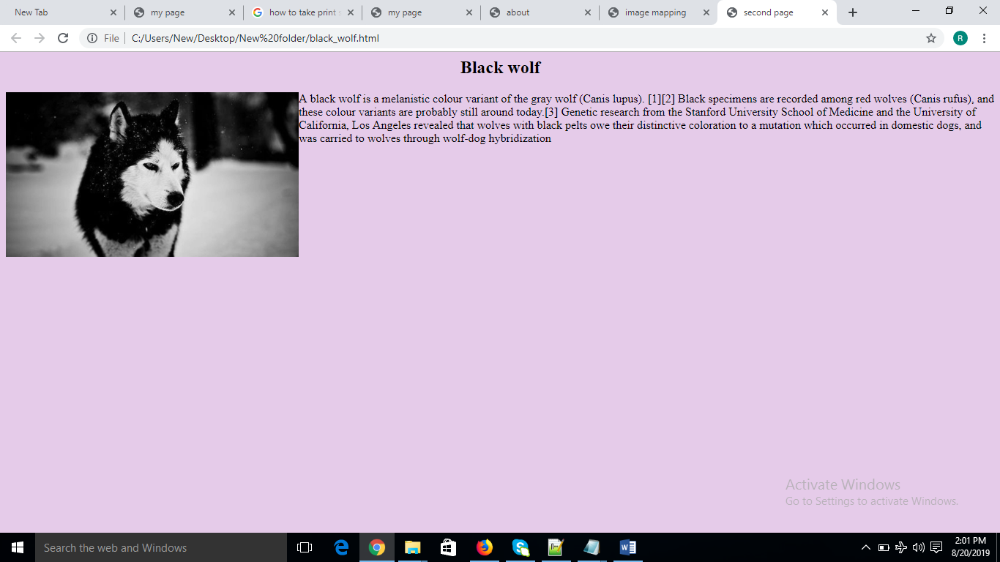 New Tab
my page
how to take print s
my page
about
image mapping
second page
File
C:/Users/New/Desktop/New%20folder/black_wolf.html
R
Black wolf
A black wolf is a melanistic colour variant of the gray wolf (Canis lupus). [1][2] Black specimens are recorded among red wolves (Canis rufus), and
these colour variants are probably still around today.[3] Genetic research from the Stanford University School of Medicine and the University of
California, Los Angeles revealed that wolves with black pelts owe their distinctive coloration to a mutation which occurred in domestic dogs, and
was carried to wolves through wolf-dog hybridization
Activate Windows
Go to Settings to activate Windows.
Search the web and Windows
2:01 PM
8/20/2019